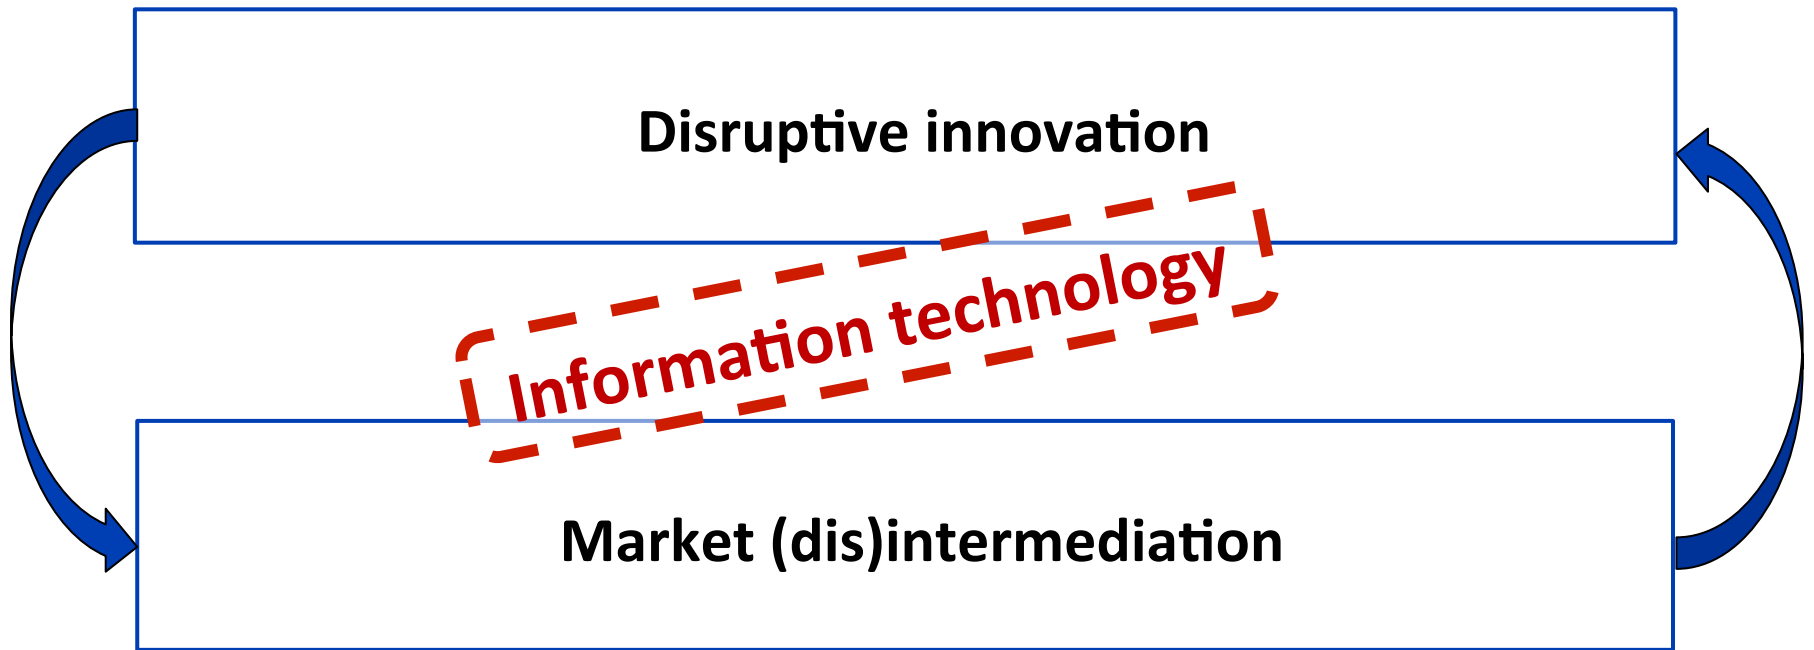 Disruptive innovation
Information technology
Market (dis)intermediation